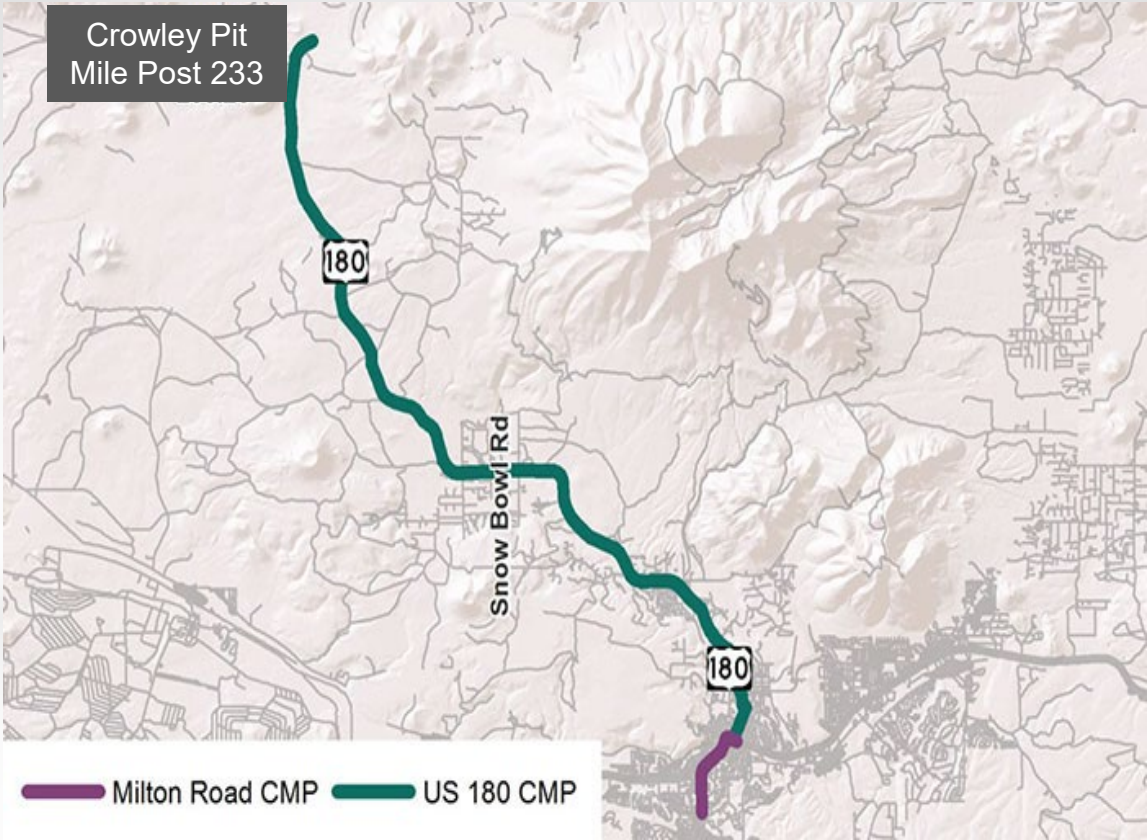 Crowley Pit
Mile Post 233
180
Snow Bowl Rd
180
Milton Road CMP
US 180 CMP